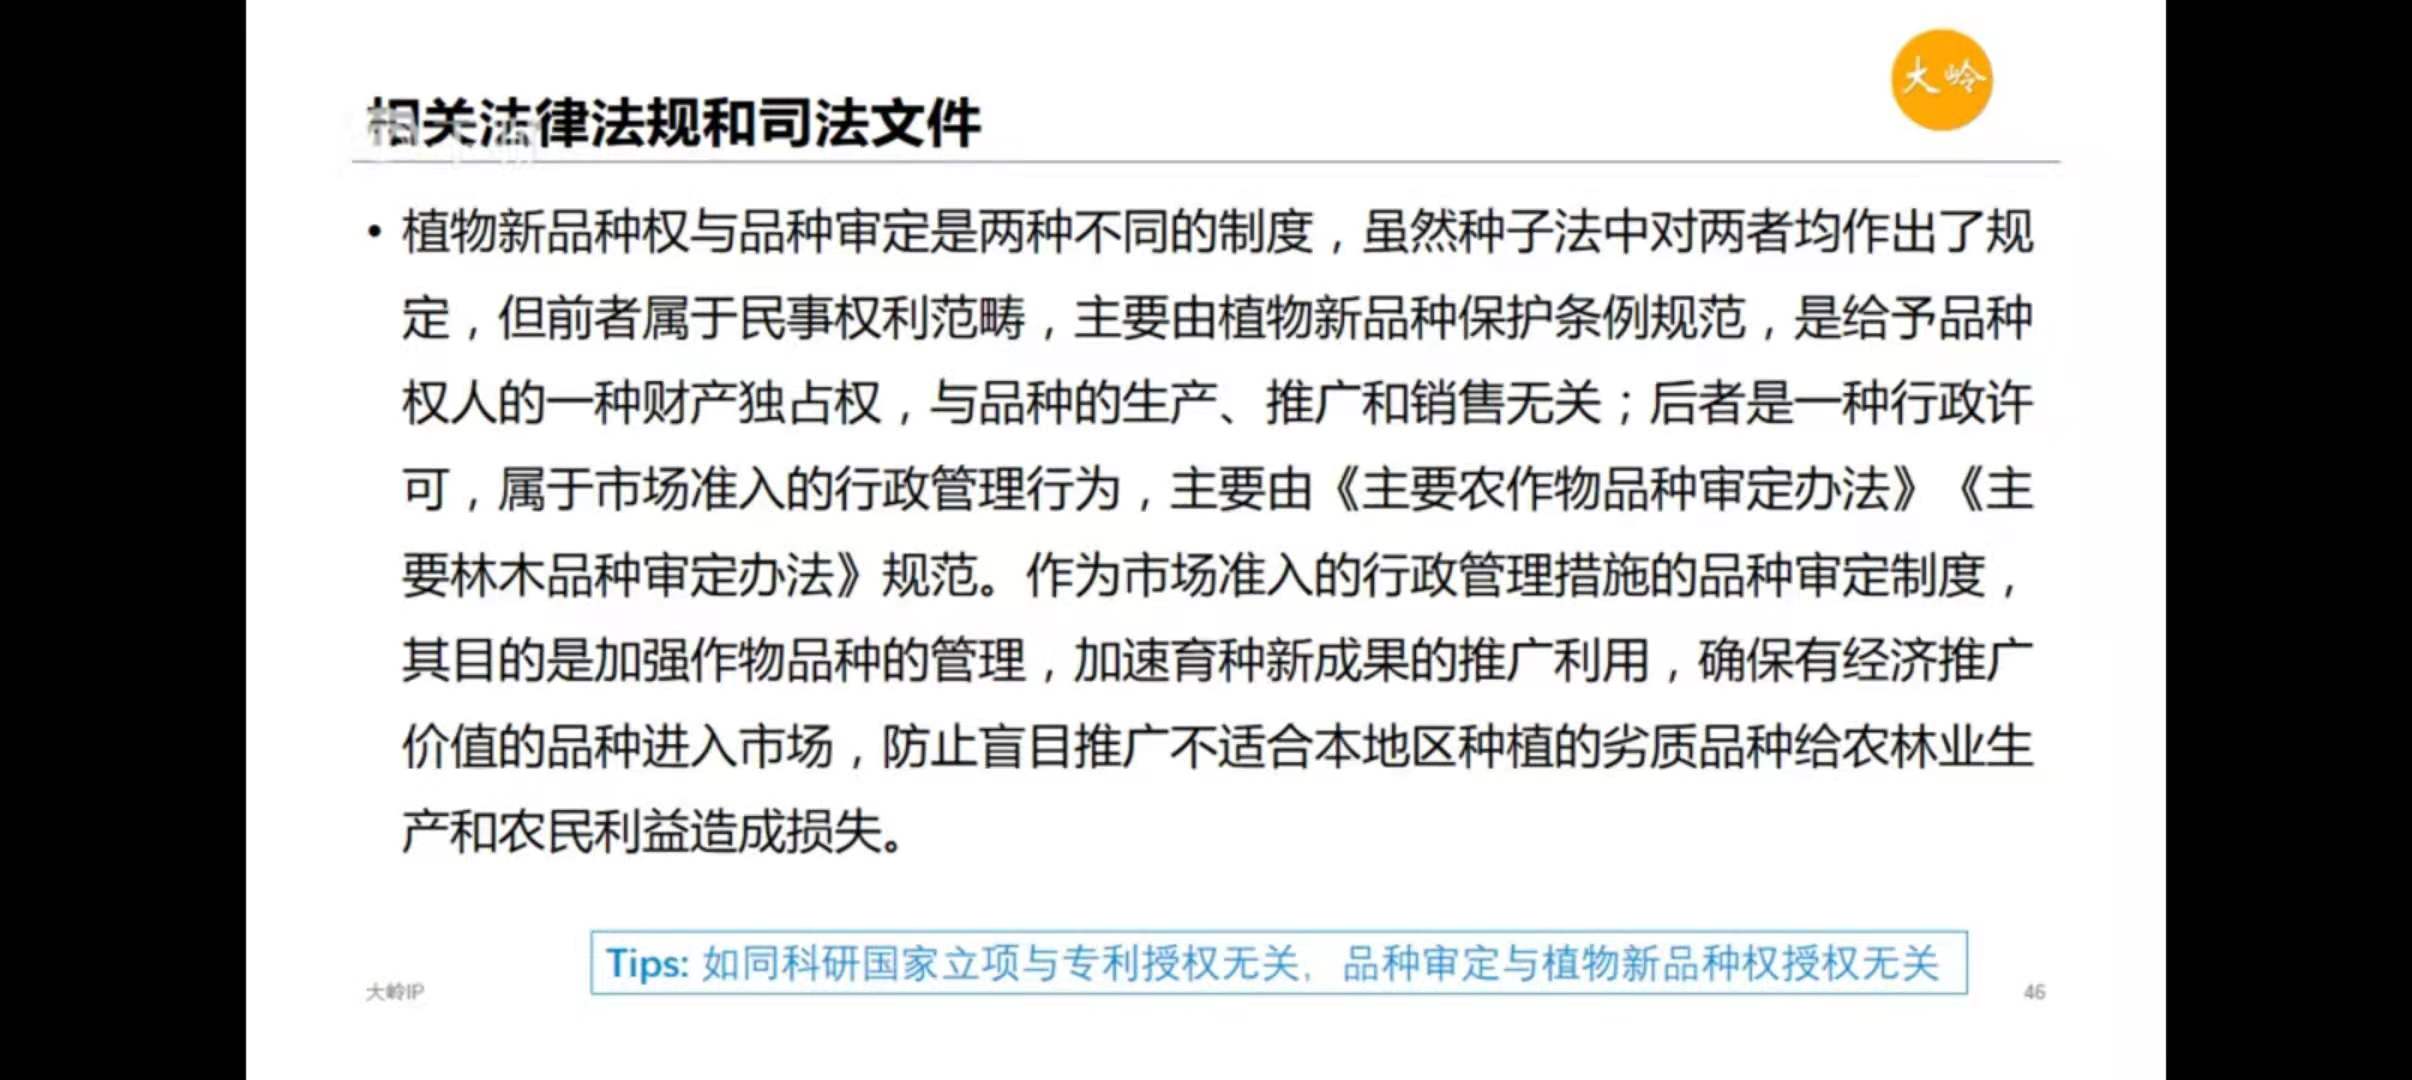 大岭
相关法律法规和司法文件
• 植物新品种权与品种审定是两种不同的制度，虽然种子法中对两者均作出了规
定，但前者属于民事权利范畴，主要由植物新品种保护条例规范，是给予品种
权人的一种财产独占权，与品种的生产、推广和销售无关；后者是一种行政许
可，属于市场准入的行政管理行为，主要由《主要农作物品种审定办法》《主
要林木品种审定办法》规范。作为市场准入的行政管理措施的品种审定制度，
其目的是加强作物品种的管理，加速育种新成果的推广利用，确保有经济推广
价值的品种进入市场，防止盲目推广不适合本地区种植的劣质品种给农林业生
产和农民利益造成损失。
Tips: 如同科研国家立项与专利授权无关，品种审定与植物新品种权授权无关
大岭IP
46